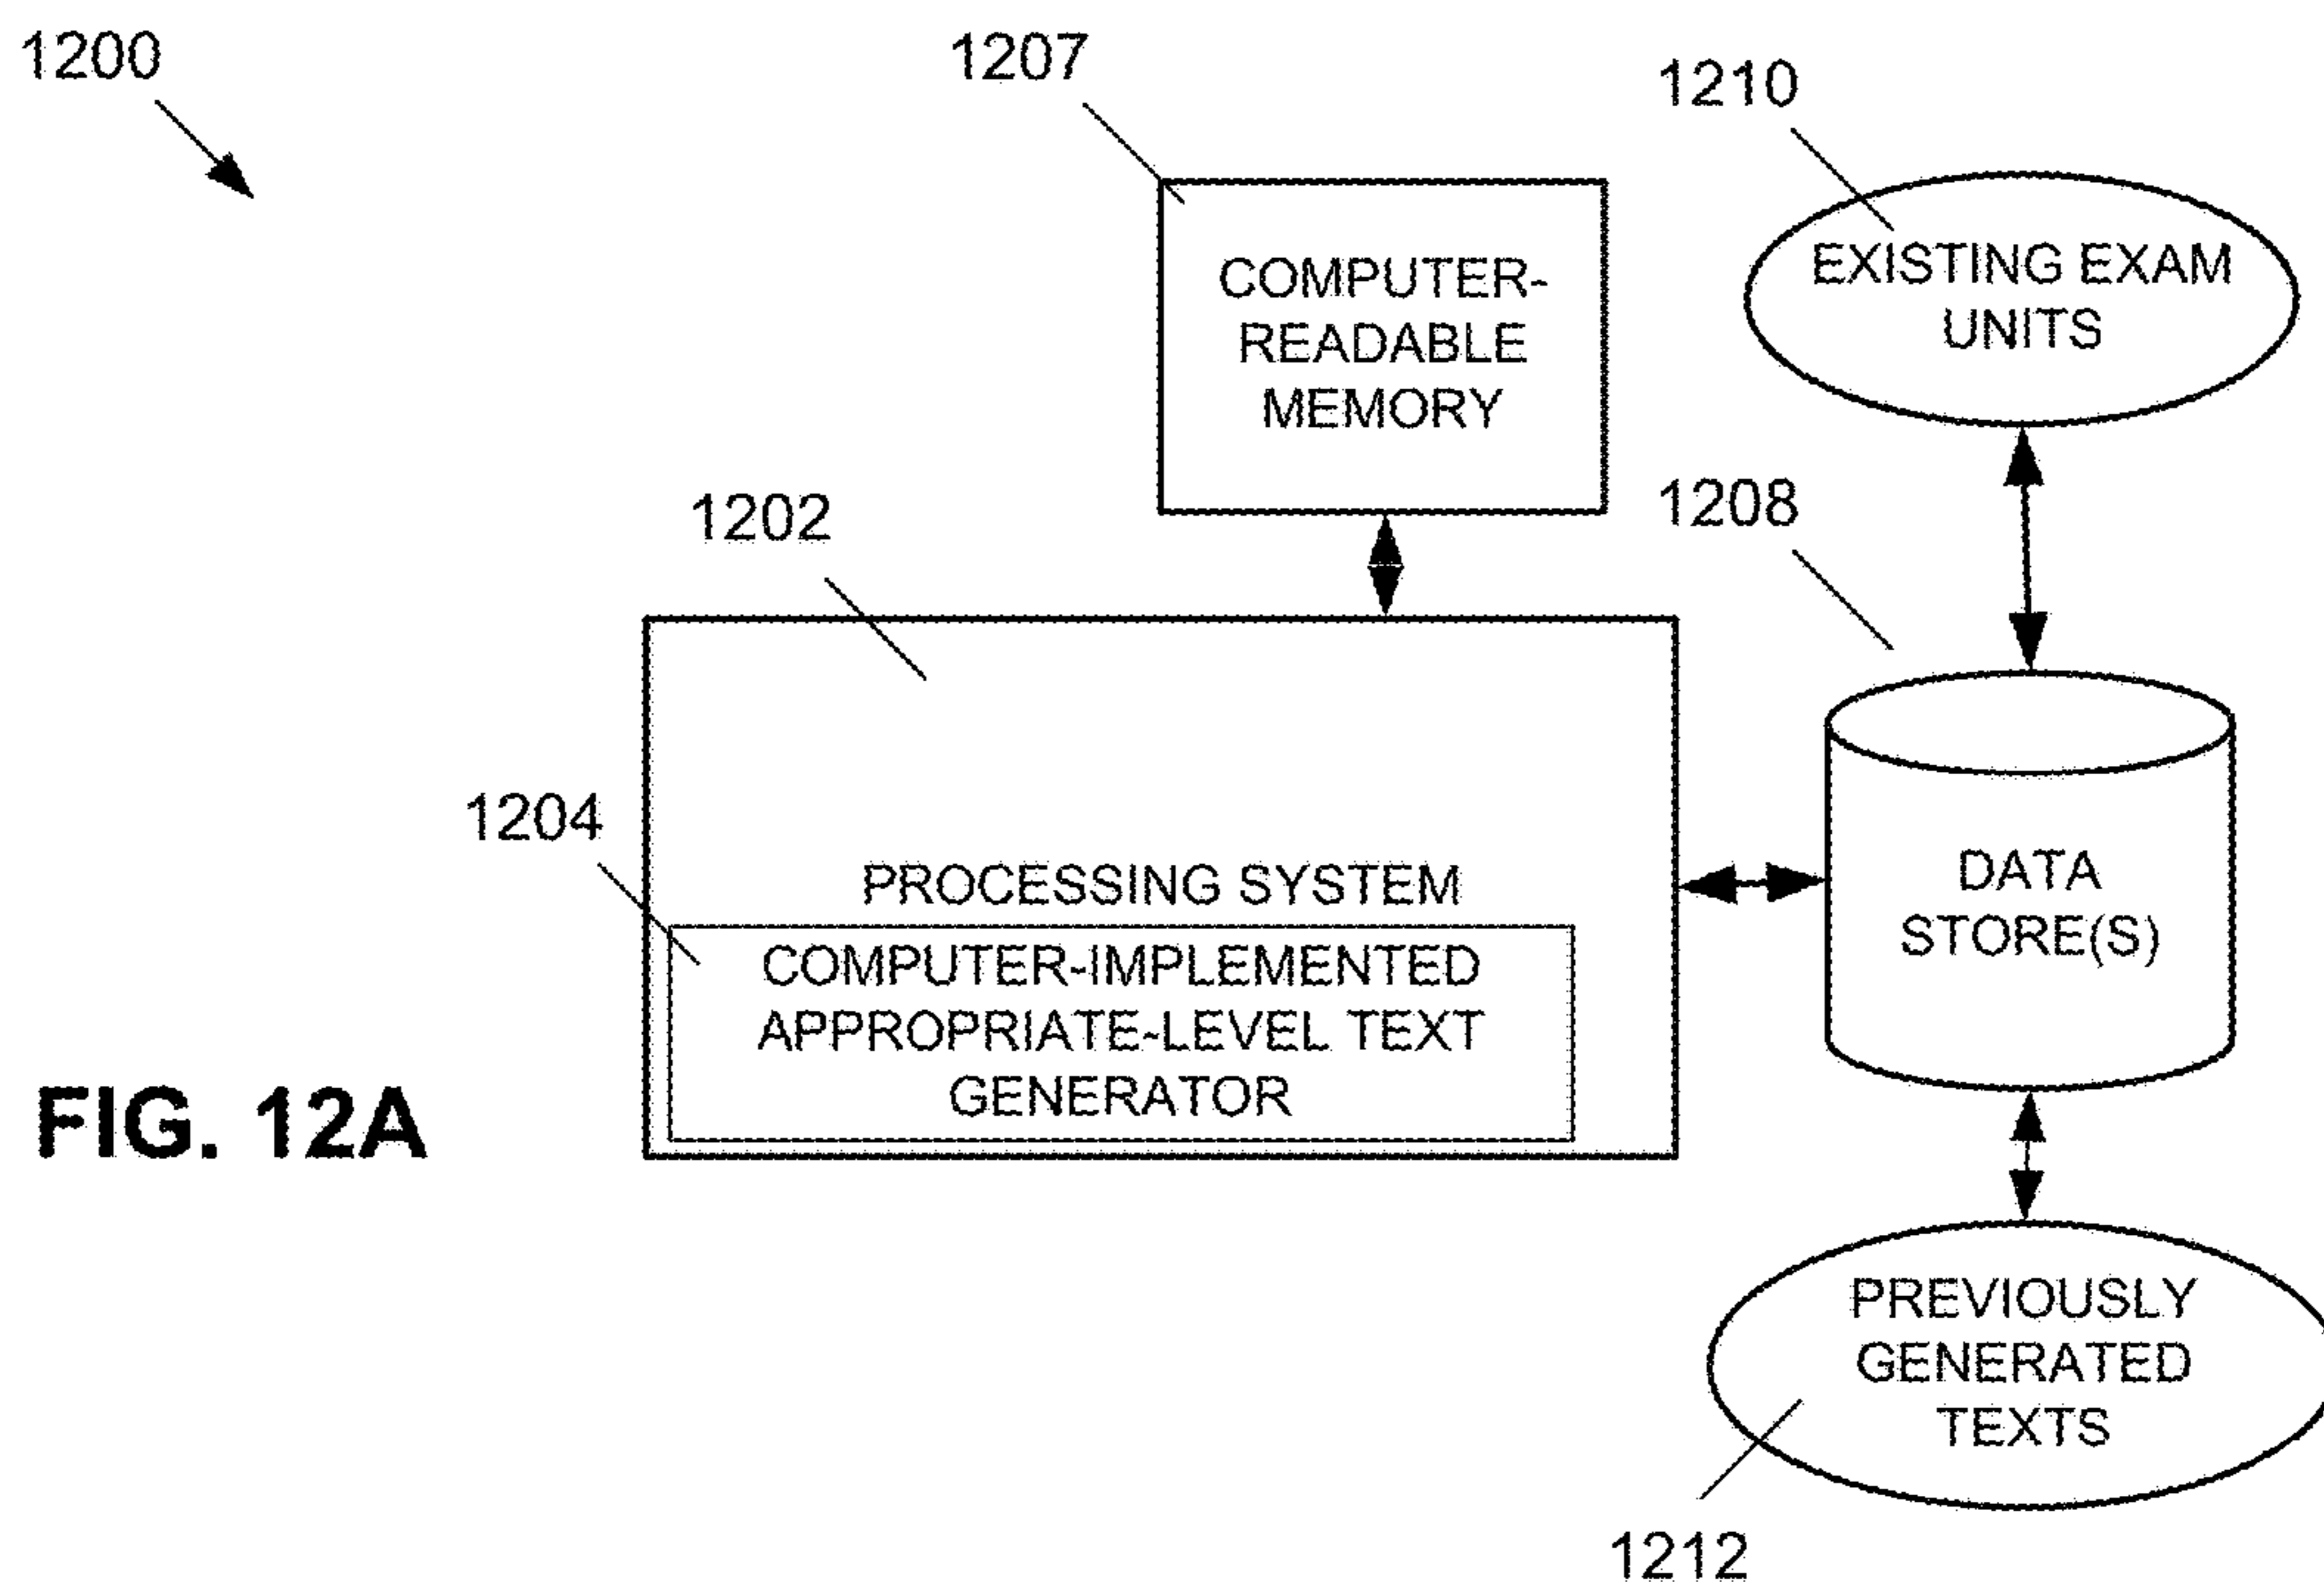 1200
1207
1210
COMPUTER-
READABLE
MEMORY
EXISTING EXAM
UNITS
1202
1208
1204
PROCESSING SYSTEM
COMPUTER-IMPLEMENTED
APPROPRIATE-LEVEL TEXT
GENERATOR
DATA
STORE(S)
FIG. 12A
PREVIOUSLY
GENERATED
TEXTS
1212